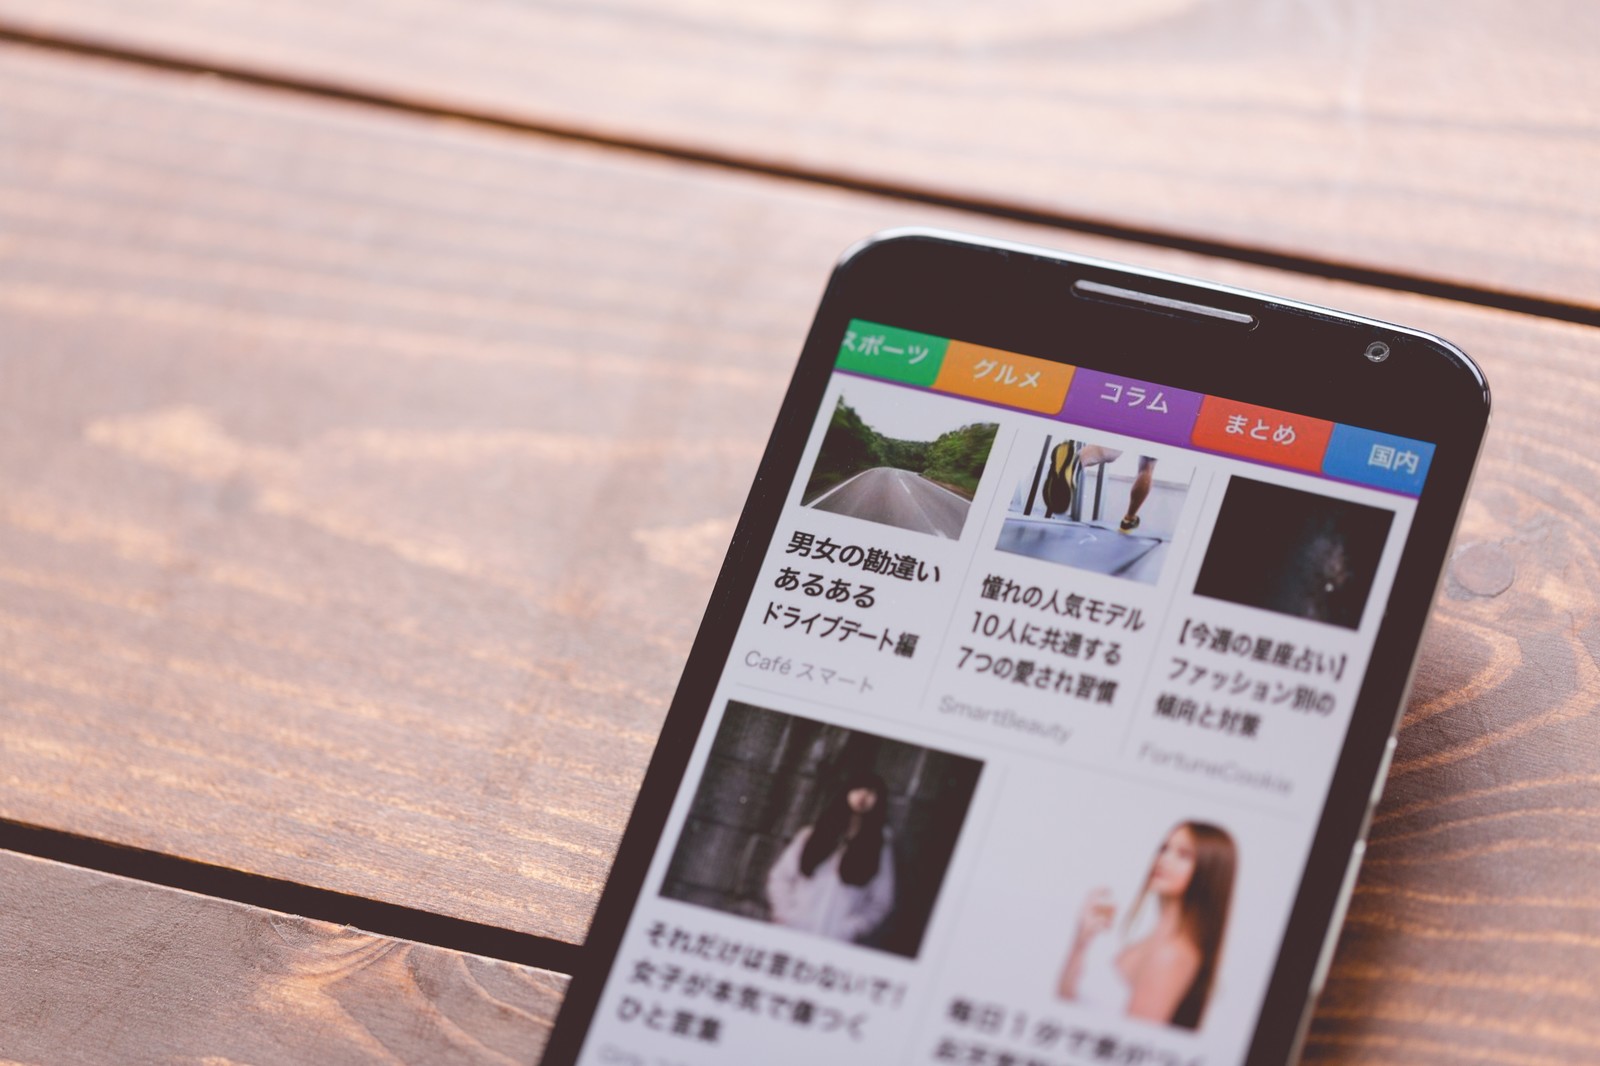 スポーツ
グルメ
コラム
まとめ
国内
男女の勘違い
あるある
ドライブデート編
Café スマート
憧れの人気モデル
10人に共通する
7つの愛され習慣
SmartBeauty
【今週の星座占い】
ファッション別の
傾向と対策
FortuneCookie
それだけは言わないで!
女子が本気で傷つく
ひと言集
毎日1分で